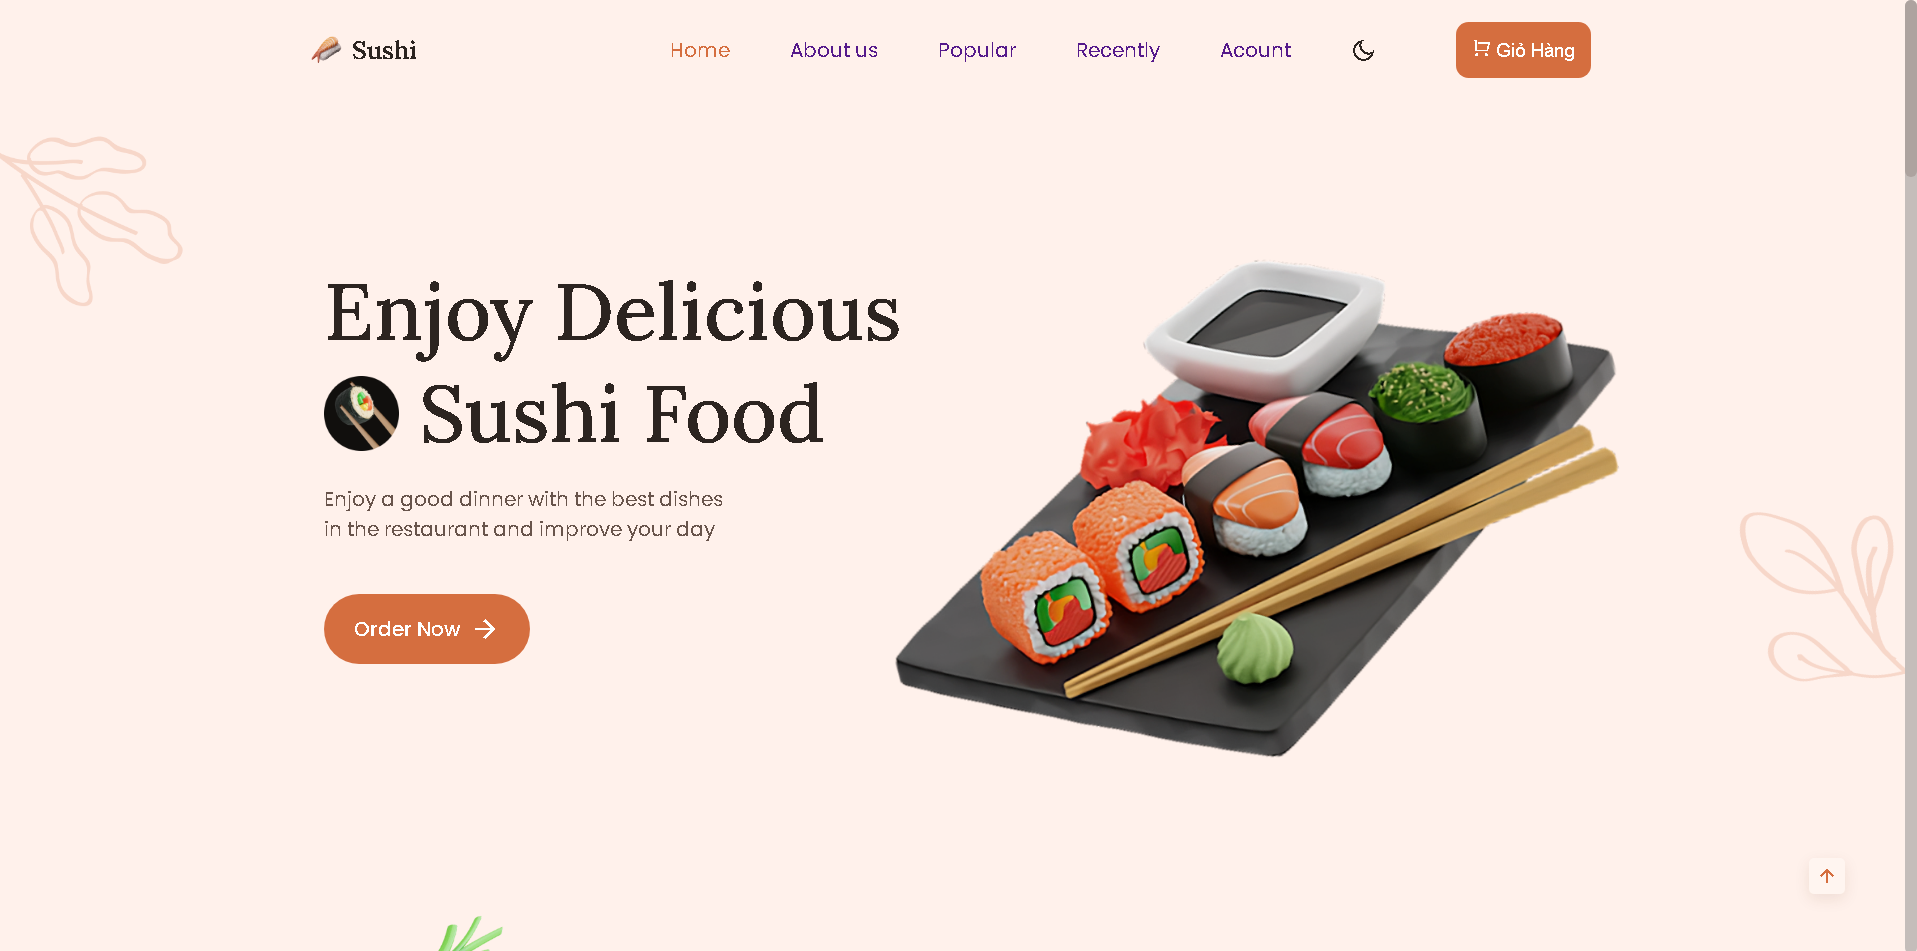 Sushi
Home
About us
Popular
Recently
Acount
Giỏ Hàng
Enjoy Delicious
Sushi Food
Enjoy a good dinner with the best dishes
in the restaurant and improve your day
Order Now